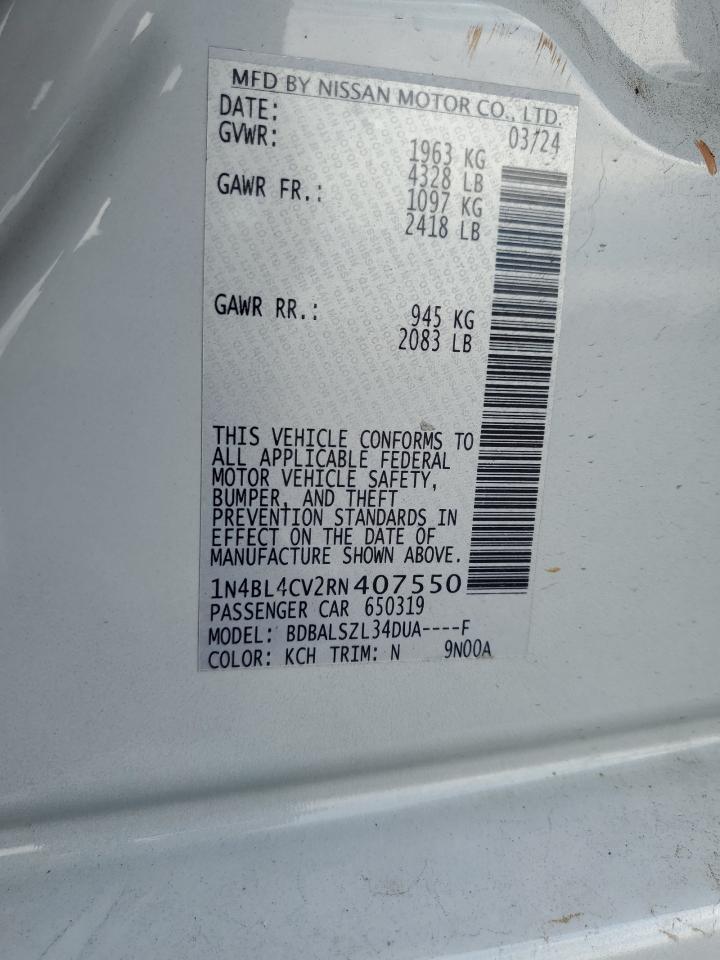 MFD BY NISSAN MOTOR CO., LTD.
DATE: 03/24
GVWR: 1963 KG
4328 LB
GAWR FR.: 1097 KG
2418 LB
GAWR RR.: 945 KG
2083 LB
THIS VEHICLE CONFORMS TO
ALL APPLICABLE FEDERAL
MOTOR VEHICLE SAFETY,
BUMPER, AND THEFT
PREVENTION STANDARDS IN
EFFECT ON THE DATE OF
MANUFACTURE SHOWN ABOVE.
1N4BL4CV2RN407550
PASSENGER CAR 650319
MODEL: BDBALSZL34DUA----F
COLOR: KCH TRIM: N 9N00A